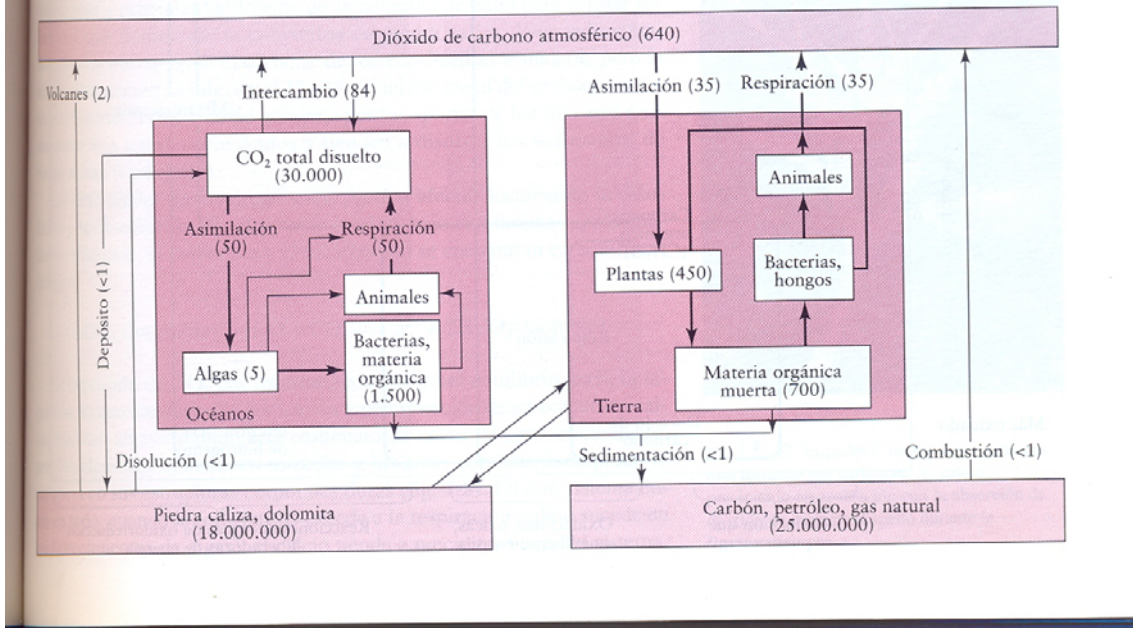 Dióxido de carbono atmosférico (640)
Volcanes (2)
Intercambio (84)
Asimilación (35)
Respiración (35)
CO₂ total disuelto
(30.000)
Asimilación
(50)
Respiración
(50)
Depósito (<1)
Animales
Algas (5)
Bacterias,
materia
orgánica
(1.500)
Océanos
Animales
Plantas (450)
Bacterias,
hongos
Materia orgánica
muerta (700)
Tierra
Disolución (<1)
Sedimentación (<1)
Combustión (<1)
Piedra caliza, dolomita
(18.000.000)
Carbón, petróleo, gas natural
(25.000.000)